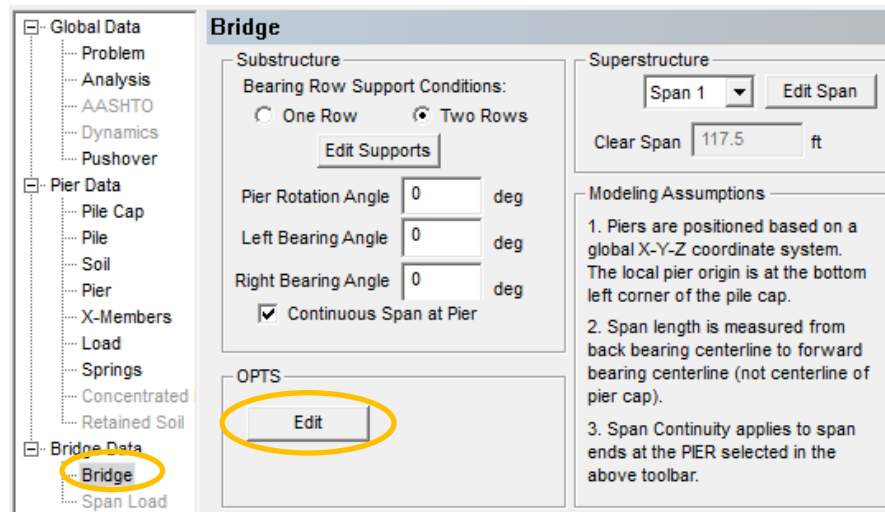 Global Data
Problem
Analysis
AASHTO
Dynamics
Pushover
Pier Data
Pile Cap
Pile
Soil
Pier
X-Members
Load
Springs
Concentrated
Retained Soil
Bridge Data
Bridge
Span Load
Bridge
Substructure
Bearing Row Support Conditions:
One Row Two Rows
Edit Supports
Pier Rotation Angle 0 deg
Left Bearing Angle 0 deg
Right Bearing Angle 0 deg
Continuous Span at Pier
OPTS
Edit
Superstructure
Span 1 Edit Span
Clear Span 117.5 ft
Modeling Assumptions
1. Piers are positioned based on a
global X-Y-Z coordinate system.
The local pier origin is at the bottom
left corner of the pile cap.
2. Span length is measured from
back bearing centerline to forward
bearing centerline (not centerline of
pier cap).
3. Span Continuity applies to span
ends at the PIER selected in the
above toolbar.